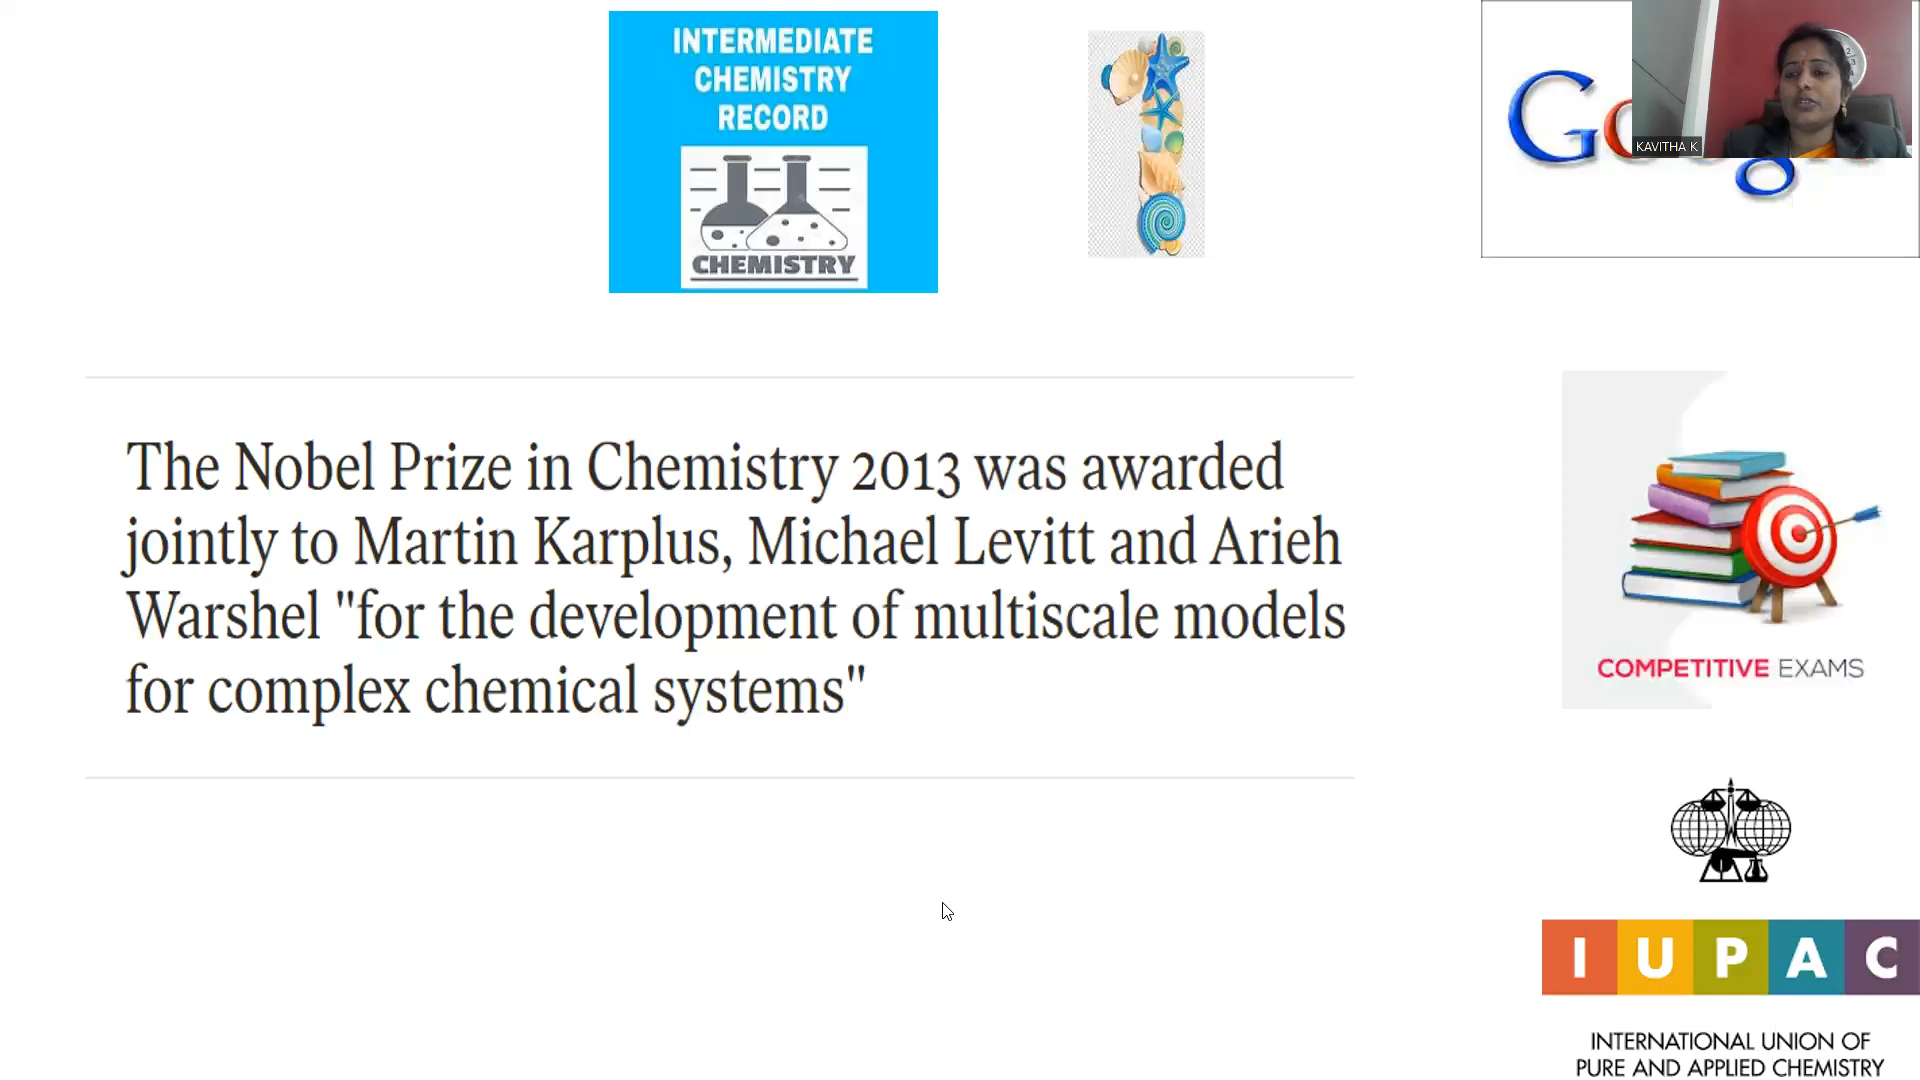 INTERMEDIATE
CHEMISTRY
RECORD
CHEMISTRY
Go g
KAVITHA K
The Nobel Prize in Chemistry 2013 was awarded
jointly to Martin Karplus, Michael Levitt and Arieh
Warshel "for the development of multiscale models
for complex chemical systems"
COMPETITIVE EXAMS
I U P A C
INTERNATIONAL UNION OF
PURE AND APPLIED CHEMISTRY